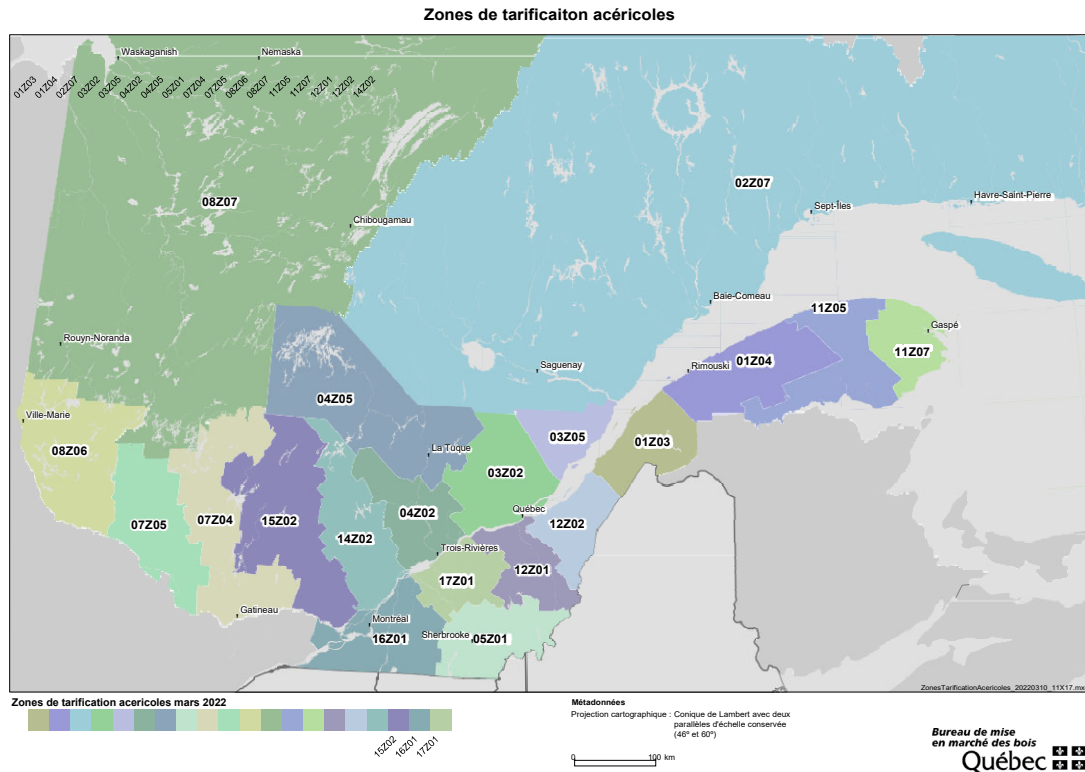 Zones de tarificaiton acéricoles
Waskaganish
Nemaska
01Z03
01Z04
02Z07
03Z02
03Z05
04Z02
04Z05
05Z01
07Z04
07Z05
08Z06
08Z07
11Z05
11Z07
12Z01
12Z02
14Z02
02Z07
08Z07
Havre-Saint-Pierre
Sept-Îles
Chibougamau
Baie-Comeau
11Z05
Gaspé
Rouyn-Noranda
11Z07
01Z04
Saguenay
Rimouski
04Z05
Ville-Marie
03Z05
01Z03
08Z06
La Tuque
03Z02
Québec
04Z02
15Z02
07Z04
07Z05
12Z02
14Z02
Trois-Rivières
12Z01
17Z01
Gatineau
Montréal
16Z01
Sherbrooke
05Z01
ZonesTarificationAcericoles_20220310_11X17.mx
Zones de tarification acericoles mars 2022
15Z02
16Z01
17Z01
Métadonnées
Projection cartographique : Conique de Lambert avec deux
parallèles d'échelle conservée
(46º et 60º)
0 100 km
Bureau de mise
en marché des bois
Québec